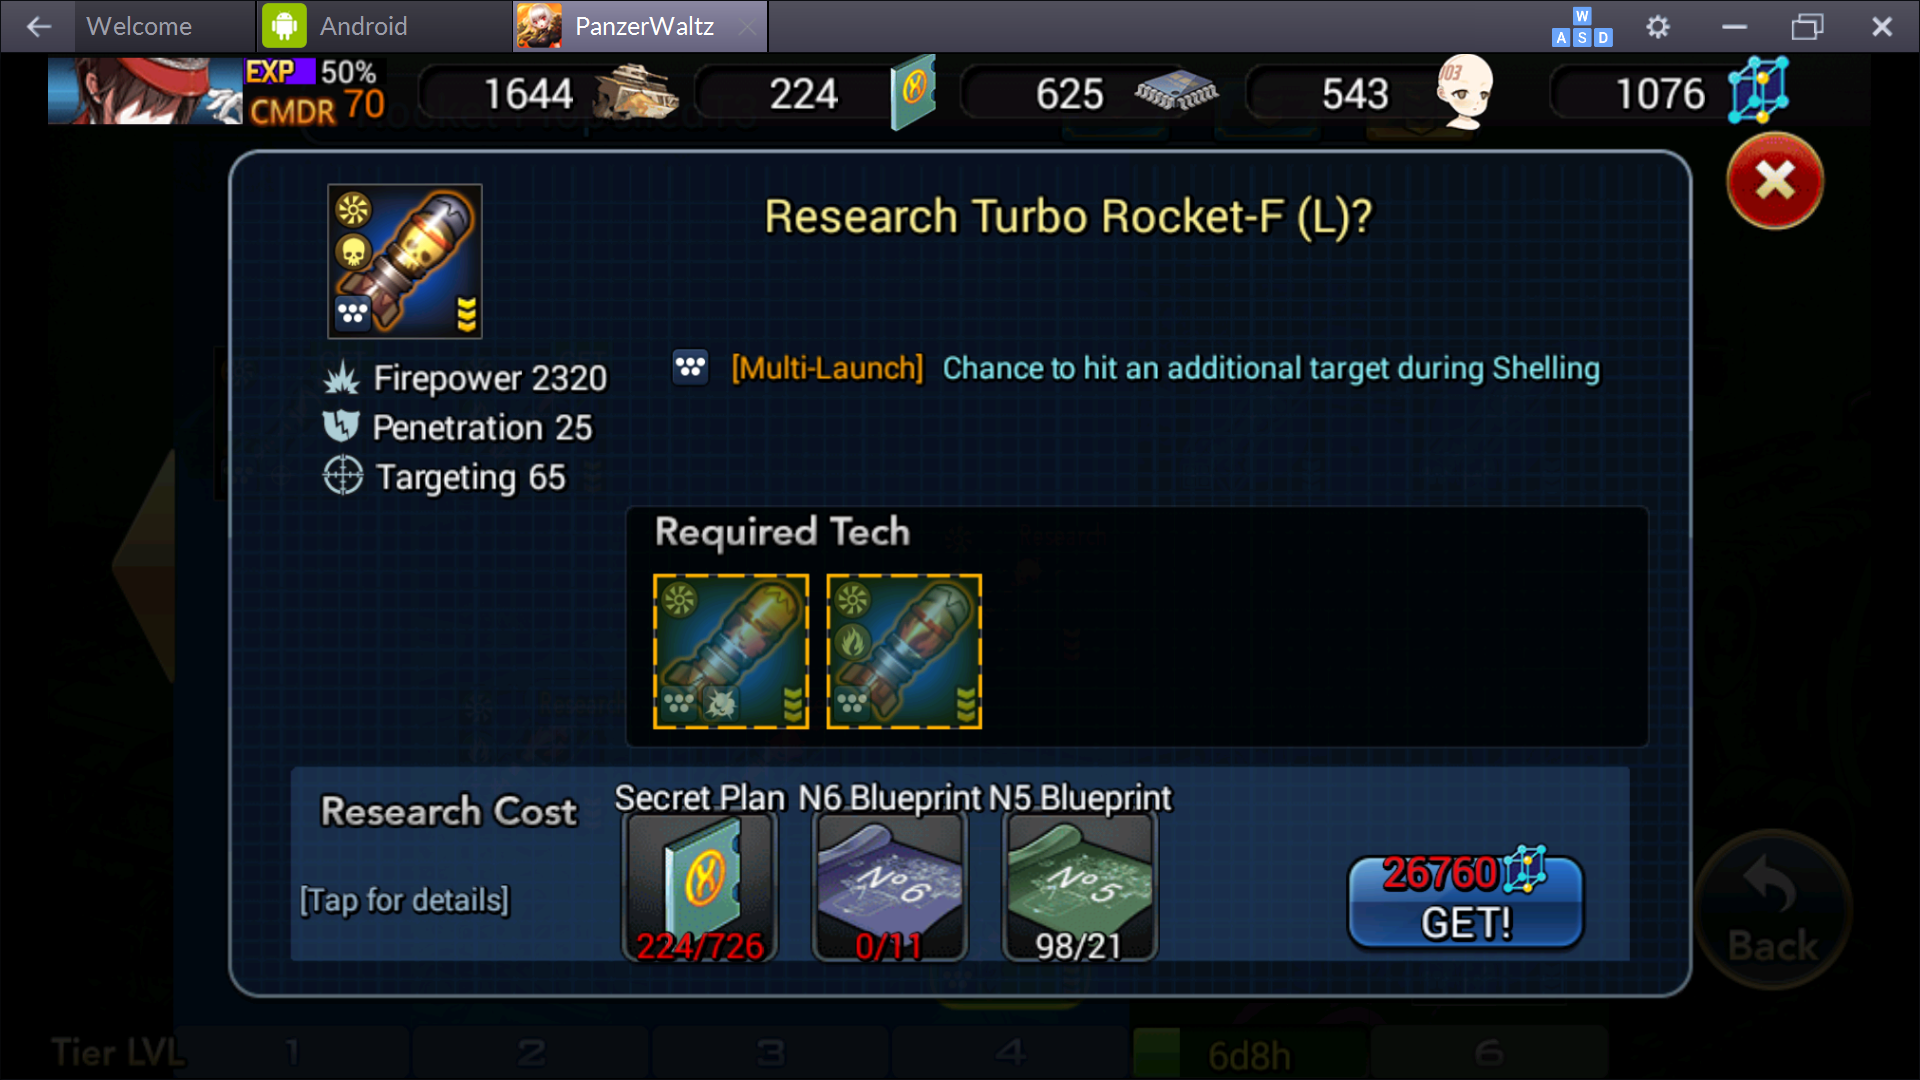 Welcome
Android
PanzerWaltz
W
A S D
EXP 50%
CMDR 70
1644
224
625
103
543
1076
Research Turbo Rocket-F (L)?
Firepower 2320
Penetration 25
Targeting 65
[Multi-Launch] Chance to hit an additional target during Shelling
Required Tech
Research Cost
[Tap for details]
Secret Plan
N6 Blueprint
N5 Blueprint
No6
No5
224/726
0/11
98/21
26760
GET!
Back
Tier LVL
1
2
3
4
6d8h
6